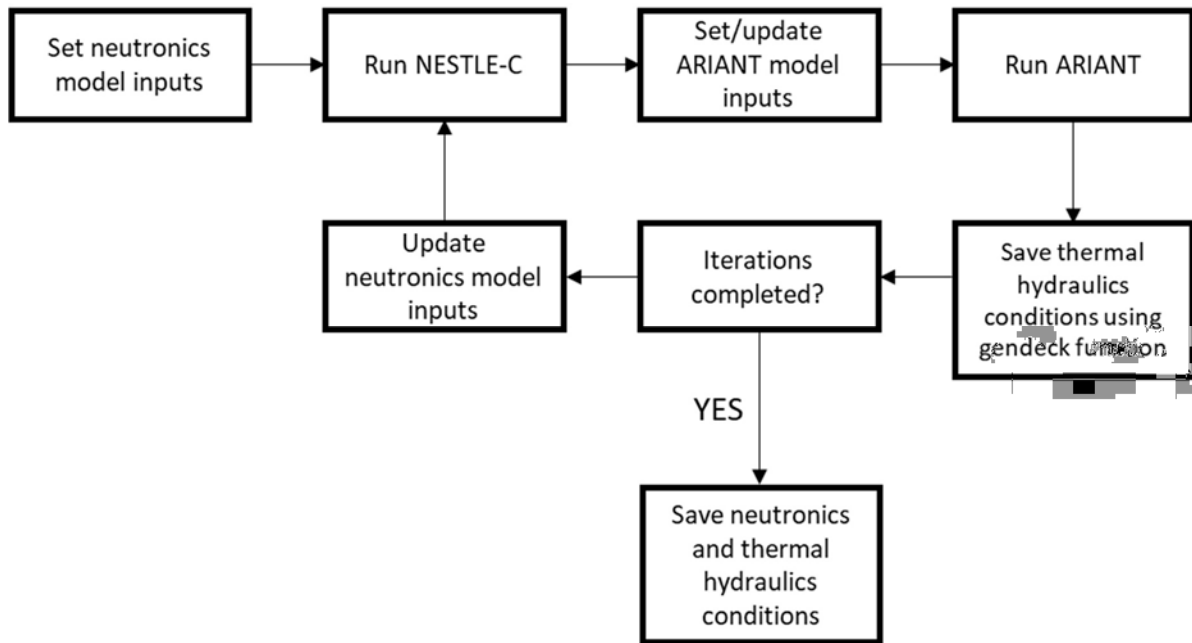 Set neutronics
model inputs
Run NESTLE-C
Set/update
ARIANT model
inputs
Run ARIANT
Update
neutronics model
inputs
Iterations
completed?
Save thermal
hydraulics
conditions using
gendeck function
YES
Save neutronics
and thermal
hydraulics
conditions